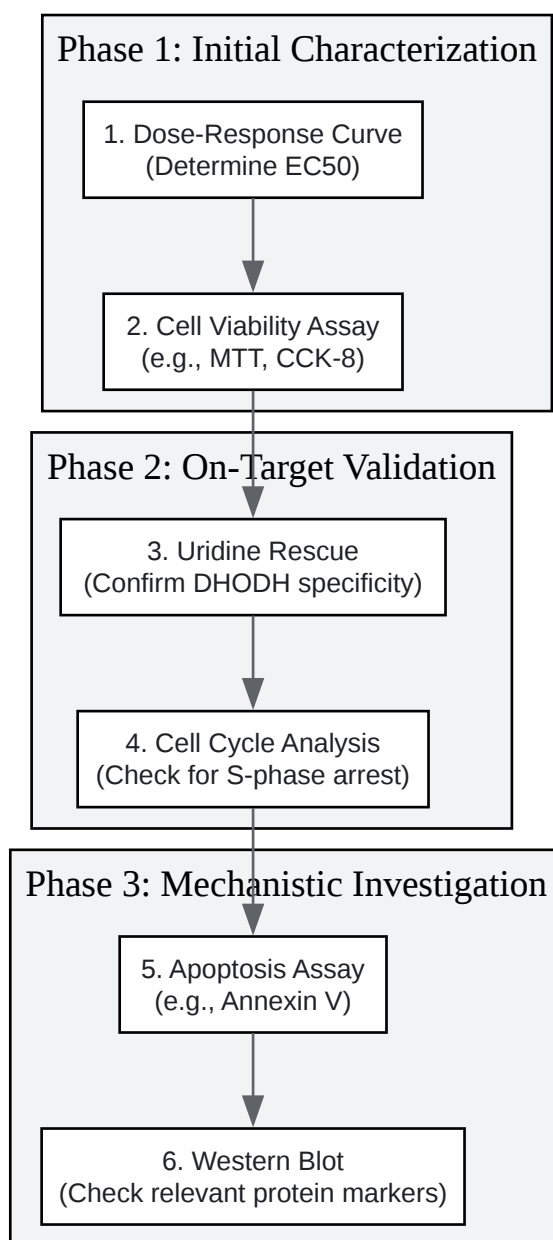 Phase 1: Initial Characterization
1. Dose-Response Curve
(Determine EC50)
2. Cell Viability Assay
(e.g., MTT, CCK-8)
Phase 2: On-Target Validation
3. Uridine Rescue
(Confirm DHODH specificity)
4. Cell Cycle Analysis
(Check for S-phase arrest)
Phase 3: Mechanistic Investigation
5. Apoptosis Assay
(e.g., Annexin V)
6. Western Blot
(Check relevant protein markers)